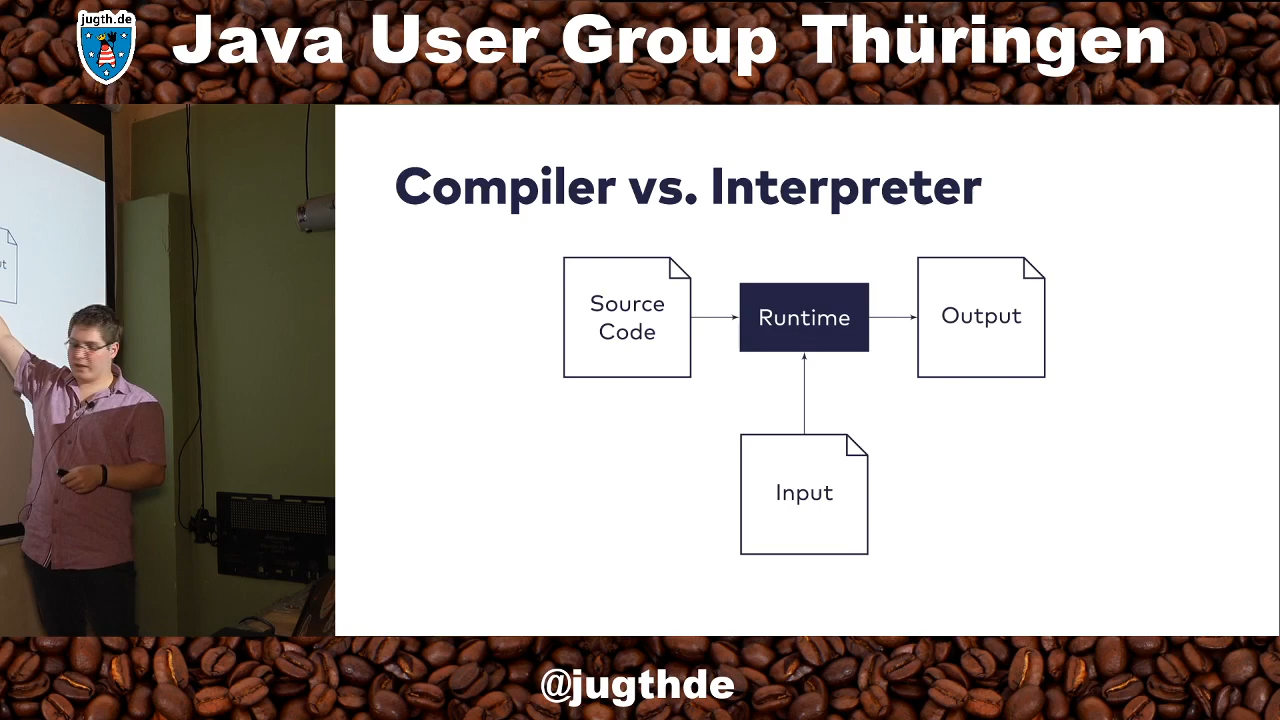 jugth.de
Java User Group Thüringen
Compiler vs. Interpreter
Source
Code
Runtime
Output
Input
@jugthde